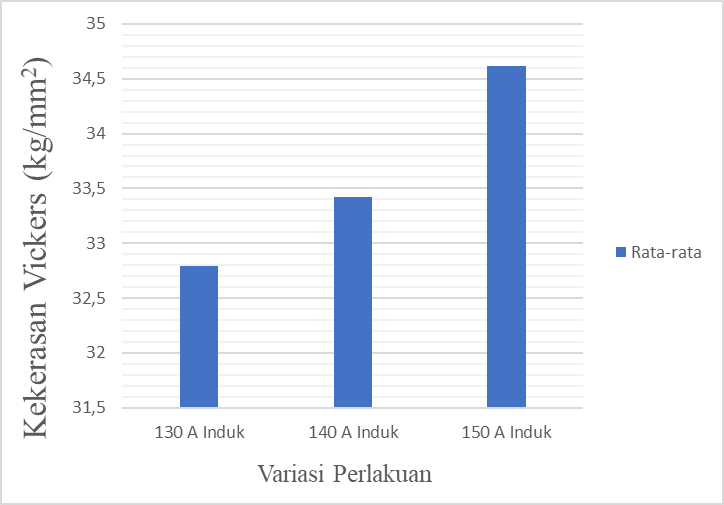 Kekerasan Vickers (kg/mm²)
35
34,5
34
33,5
33
32,5
32
31,5
130 A Induk
140 A Induk
150 A Induk
Variasi Perlakuan
Rata-rata